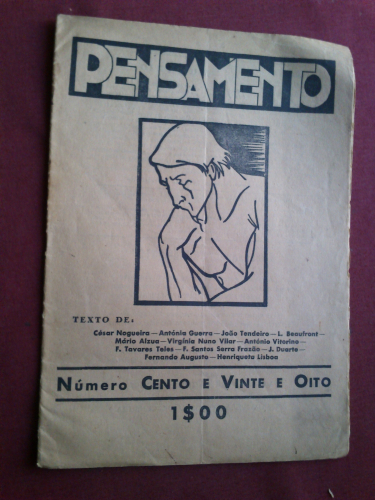 PENSAMENTO
TEXTO DE:
César Nogueira—António Guerra—João Tendeiro—L. Beaufront—
Mário Alzua—Virgínia Nuno Vilar—António Vitorino—
F. Tavares Teles—F. Santos Serra Frazão—J. Duarte—
Fernando Augusto—Henriqueta Lisboa
Número CENTO E VINTE E OITO
1$00